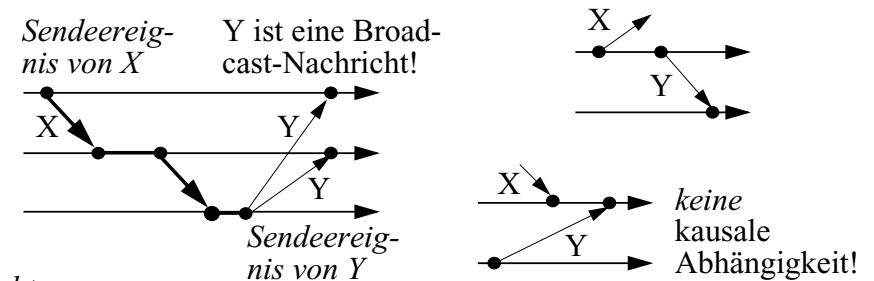 Sendeereig-
nis von X
Y ist eine Broad-
cast-Nachricht!
X
Y
Y
Sendeereig-
nis von Y
X
Y
X
Y
keine
kausale
Abhängigkeit!